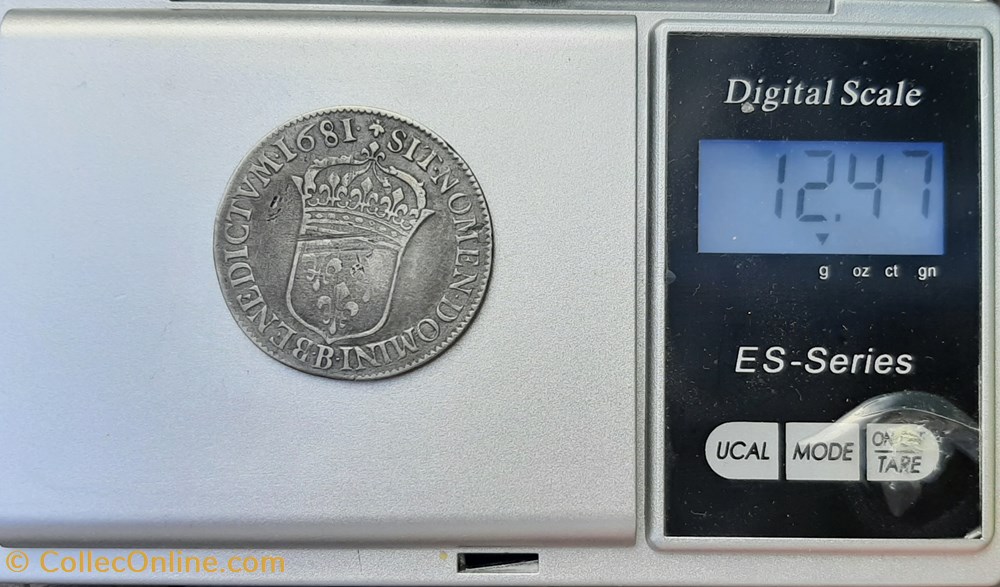 ·1681· SIT·NOMEN·DOMINI·B·BENEDICTVM·
Digital Scale
12.47
g oz ct gn
ES-Series
UCAL MODE ON/OFF
TARE
© CollecOnline.com